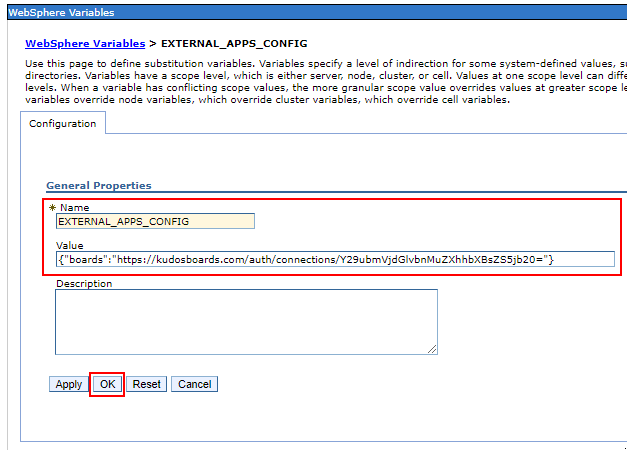 WebSphere Variables
WebSphere Variables > EXTERNAL_APPS_CONFIG
Use this page to define substitution variables. Variables specify a level of indirection for some system-defined values, su
directories. Variables have a scope level, which is either server, node, cluster, or cell. Values at one scope level can diffe
levels. When a variable has conflicting scope values, the more granular scope value overrides values at greater scope le
variables override node variables, which override cluster variables, which override cell variables.
Configuration
General Properties
* Name
EXTERNAL_APPS_CONFIG
Value
{"boards":"https://kudosboards.com/auth/connections/Y29ubmVjdGlvbnMuZXhhbXBsZS5jb20="}
Description
Apply OK Reset Cancel